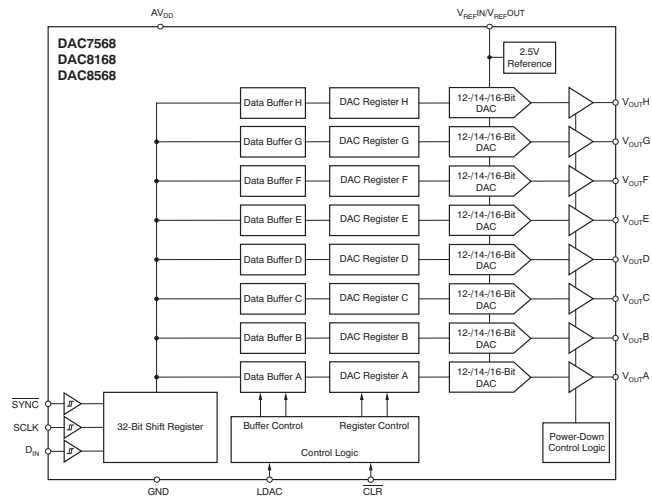 AVDD
VREFIN/VREFOUT
DAC7568
DAC8168
DAC8568
2.5V
Reference
Data Buffer H
DAC Register H
12-/14-/16-Bit
DAC
VOUTH
Data Buffer G
DAC Register G
12-/14-/16-Bit
DAC
VOUTG
Data Buffer F
DAC Register F
12-/14-/16-Bit
DAC
VOUTF
Data Buffer E
DAC Register E
12-/14-/16-Bit
DAC
VOUTE
Data Buffer D
DAC Register D
12-/14-/16-Bit
DAC
VOUTD
Data Buffer C
DAC Register C
12-/14-/16-Bit
DAC
VOUTC
Data Buffer B
DAC Register B
12-/14-/16-Bit
DAC
VOUTB
Data Buffer A
DAC Register A
12-/14-/16-Bit
DAC
VOUTA
SYNC
SCLK
DIN
32-Bit Shift Register
Buffer Control
Register Control
Control Logic
Power-Down
Control Logic
GND
LDAC
CLR